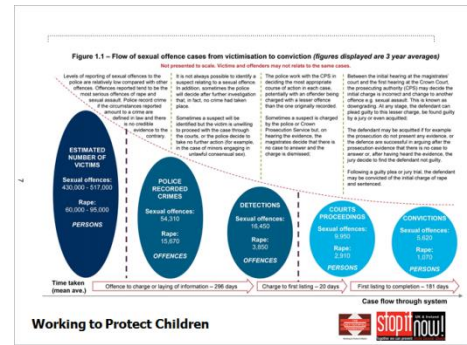 Figure 1.1 – Flow of sexual offence cases from victimisation to conviction (figures displayed are 3 year averages)
Not presented to scale. Victims and offenders may not relate to the same cases.
Levels of reporting of sexual offences to
the police are relatively low compared with other
offences. Offences reported tend to be the
most serious offences of rape and
sexual assault. Police record crime
if the circumstances reported
amount to a crime
defined in law and there
is no credible
evidence to the
contrary.
It is not always possible to identify a
suspect relating to a sexual offence.
In addition, sometimes the police
will decide after further investigation
that, in fact, no crime had taken
place.
Sometimes a suspect will be
identified but the victim is unwilling
to proceed with the case through
the courts, or the police decide to
take no further action (for example,
in the case of minors engaging in
unlawful consensual sex)
The police work with the CPS in
deciding the most appropriate
course of action in each case,
potentially with an offender being
charged with a lesser offence
than the one originally recorded.
Sometimes a suspect is charged
by the police or Crown
Prosecution Service but, on
hearing the evidence, the
magistrates decide that there is
no case to answer and the
charge is dismissed.
Between the initial hearing at the magistrates'
court and the first hearing at the Crown Court,
the prosecuting authority (CPS) may decide the
initial charge is incorrect and change to another
offence e.g. sexual assault. This is known as
downgrading. At any stage, the defendant can
plead guilty to this lesser charge, be found guilty
by a jury or even acquitted.
The defendant may be acquitted if for example
the prosecution do not present any evidence, or
the defence are successful in arguing after the
prosecution evidence that there is no case to
answer or, after having heard the evidence, the
jury decide to find the defendant not guilty.
Following a guilty plea or jury trial, the defendant
may be convicted of the initial charge of rape
and sentenced.
7
ESTIMATED
NUMBER OF
VICTIMS
Sexual offences:
430,000 - 517,000
Rape:
60,000 - 95,000
PERSONS
POLICE
RECORDED
CRIMES
Sexual offences:
54,310
Rape:
15,670
OFFENCES
DETECTIONS
Sexual offences:
16,450
Rape:
3,850
OFFENCES
COURTS
PROCEEDINGS
Sexual offences:
9,950
Rape:
2,910
PERSONS
CONVICTIONS
Sexual offences:
5,620
Rape:
1,070
PERSONS
Time taken
(mean ave.)
Offence to charge or laying of information – 296 days
Charge to first listing – 20 days
First listing to completion – 181 days
Case flow through system
Working to Protect Children
UK & Ireland
stop it
now!